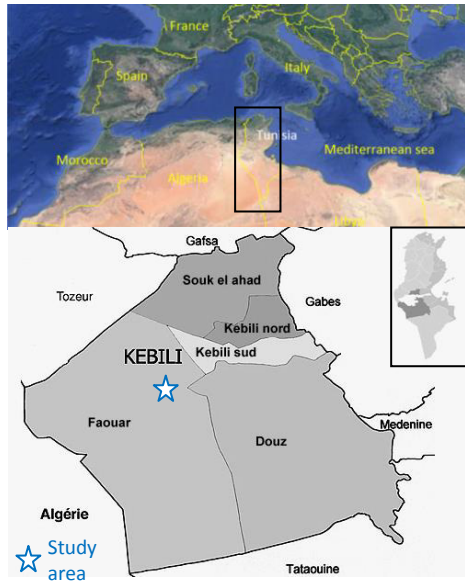 France
Spain
Italy
Tunisia
Morocco
Mediterranean sea
Algeria
Libya
Gafsa
Souk el ahad
Tozeur
Gabes
Kebili nord
KEBILI
Kebili sud
Faouar
Medenine
Douz
Algérie
Study
area
Tataouine